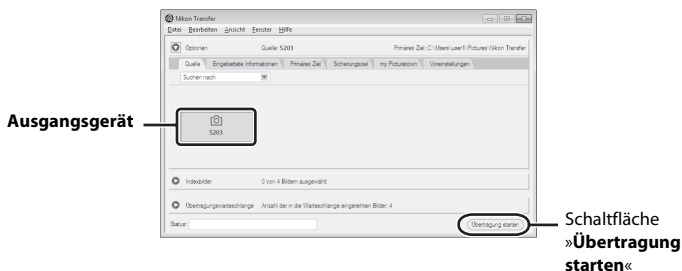 Nikon Transfer
Datei Bearbeiten Ansicht Fenster Hilfe
Optionen Quelle: S203 Primäres Ziel: C:\Users\user1\Pictures\Nikon Transfer
Quelle Eingebettete Informationen Primäres Ziel Sicherungsziel my Picturetown Voreinstellungen
Suchen nach
Ausgangsgerät
S203
Indexbilder 0 von 4 Bildern ausgewählt
Übertragungswarteschlange Anzahl der in die Warteschlange eingereihten Bilder: 4
Status: Übertragung starten
Schaltfläche
»Übertragung
starten«